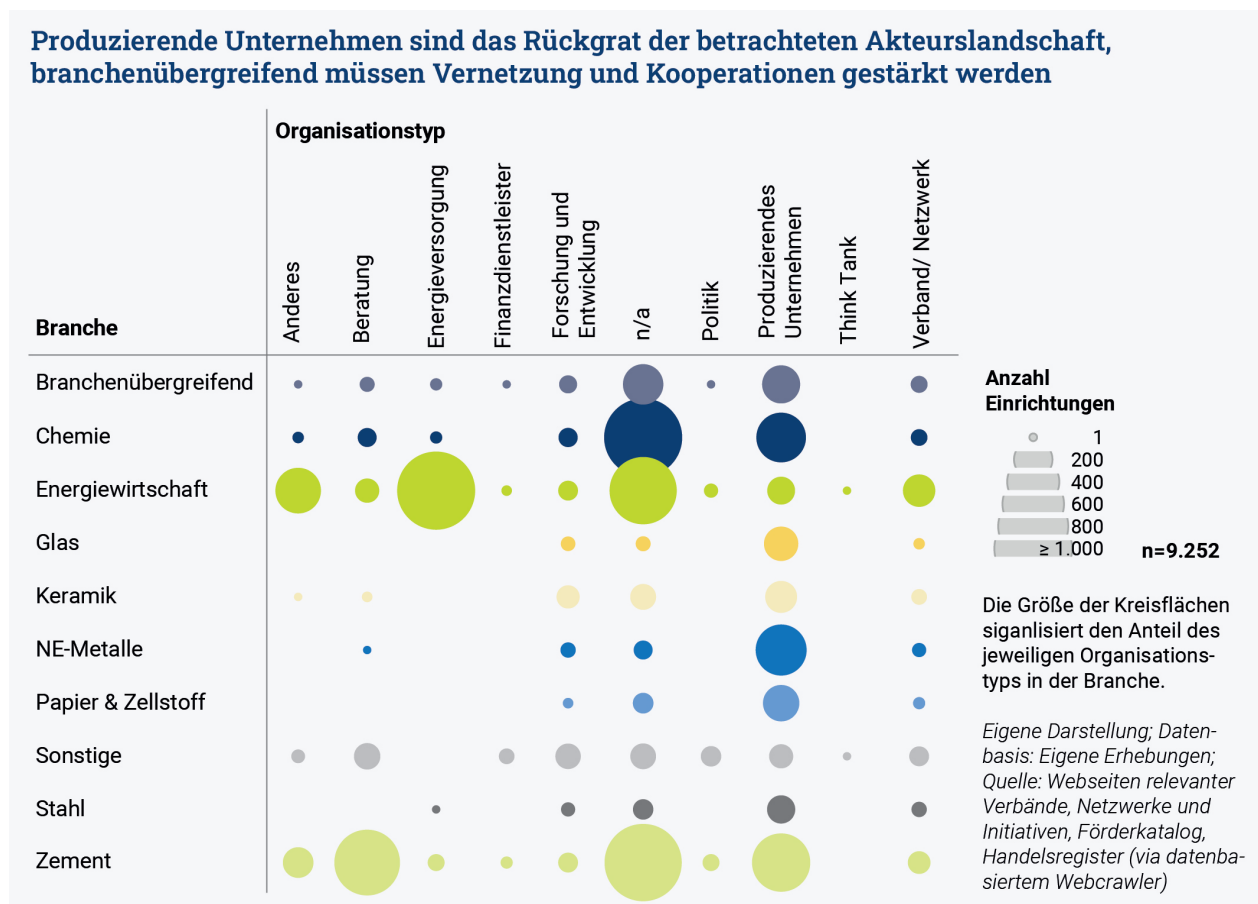 Produzierende Unternehmen sind das Rückgrat der betrachteten Akteurslandschaft,
branchenübergreifend müssen Vernetzung und Kooperationen gestärkt werden
Organisationstyp
Branche
Anderes
Beratung
Energieversorgung
Finanzdienstleister
Forschung und
Entwicklung
n/a
Politik
Produzierendes
Unternehmen
Think Tank
Verband/ Netzwerk
Branchenübergreifend
Chemie
Energiewirtschaft
Glas
Keramik
NE-Metalle
Papier & Zellstoff
Sonstige
Stahl
Zement
Anzahl
Einrichtungen
1
200
400
600
800
≥ 1.000
n=9.252
Die Größe der Kreisflächen
siganlisiert den Anteil des
jeweiligen Organisations-
typs in der Branche.
Eigene Darstellung; Daten-
basis: Eigene Erhebungen;
Quelle: Webseiten relevanter
Verbände, Netzwerke und
Initiativen, Förderkatalog,
Handelsregister (via datenba-
siertem Webcrawler)